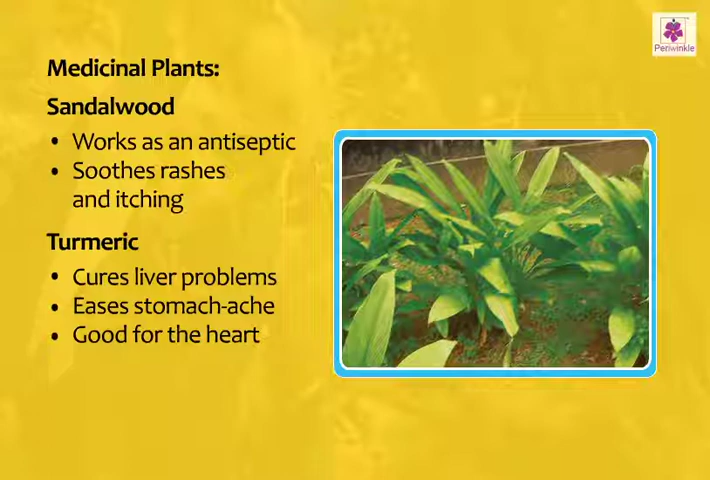 Periwinkle
Medicinal Plants:
Sandalwood
• Works as an antiseptic
• Soothes rashes
and itching
Turmeric
• Cures liver problems
• Eases stomach-ache
• Good for the heart